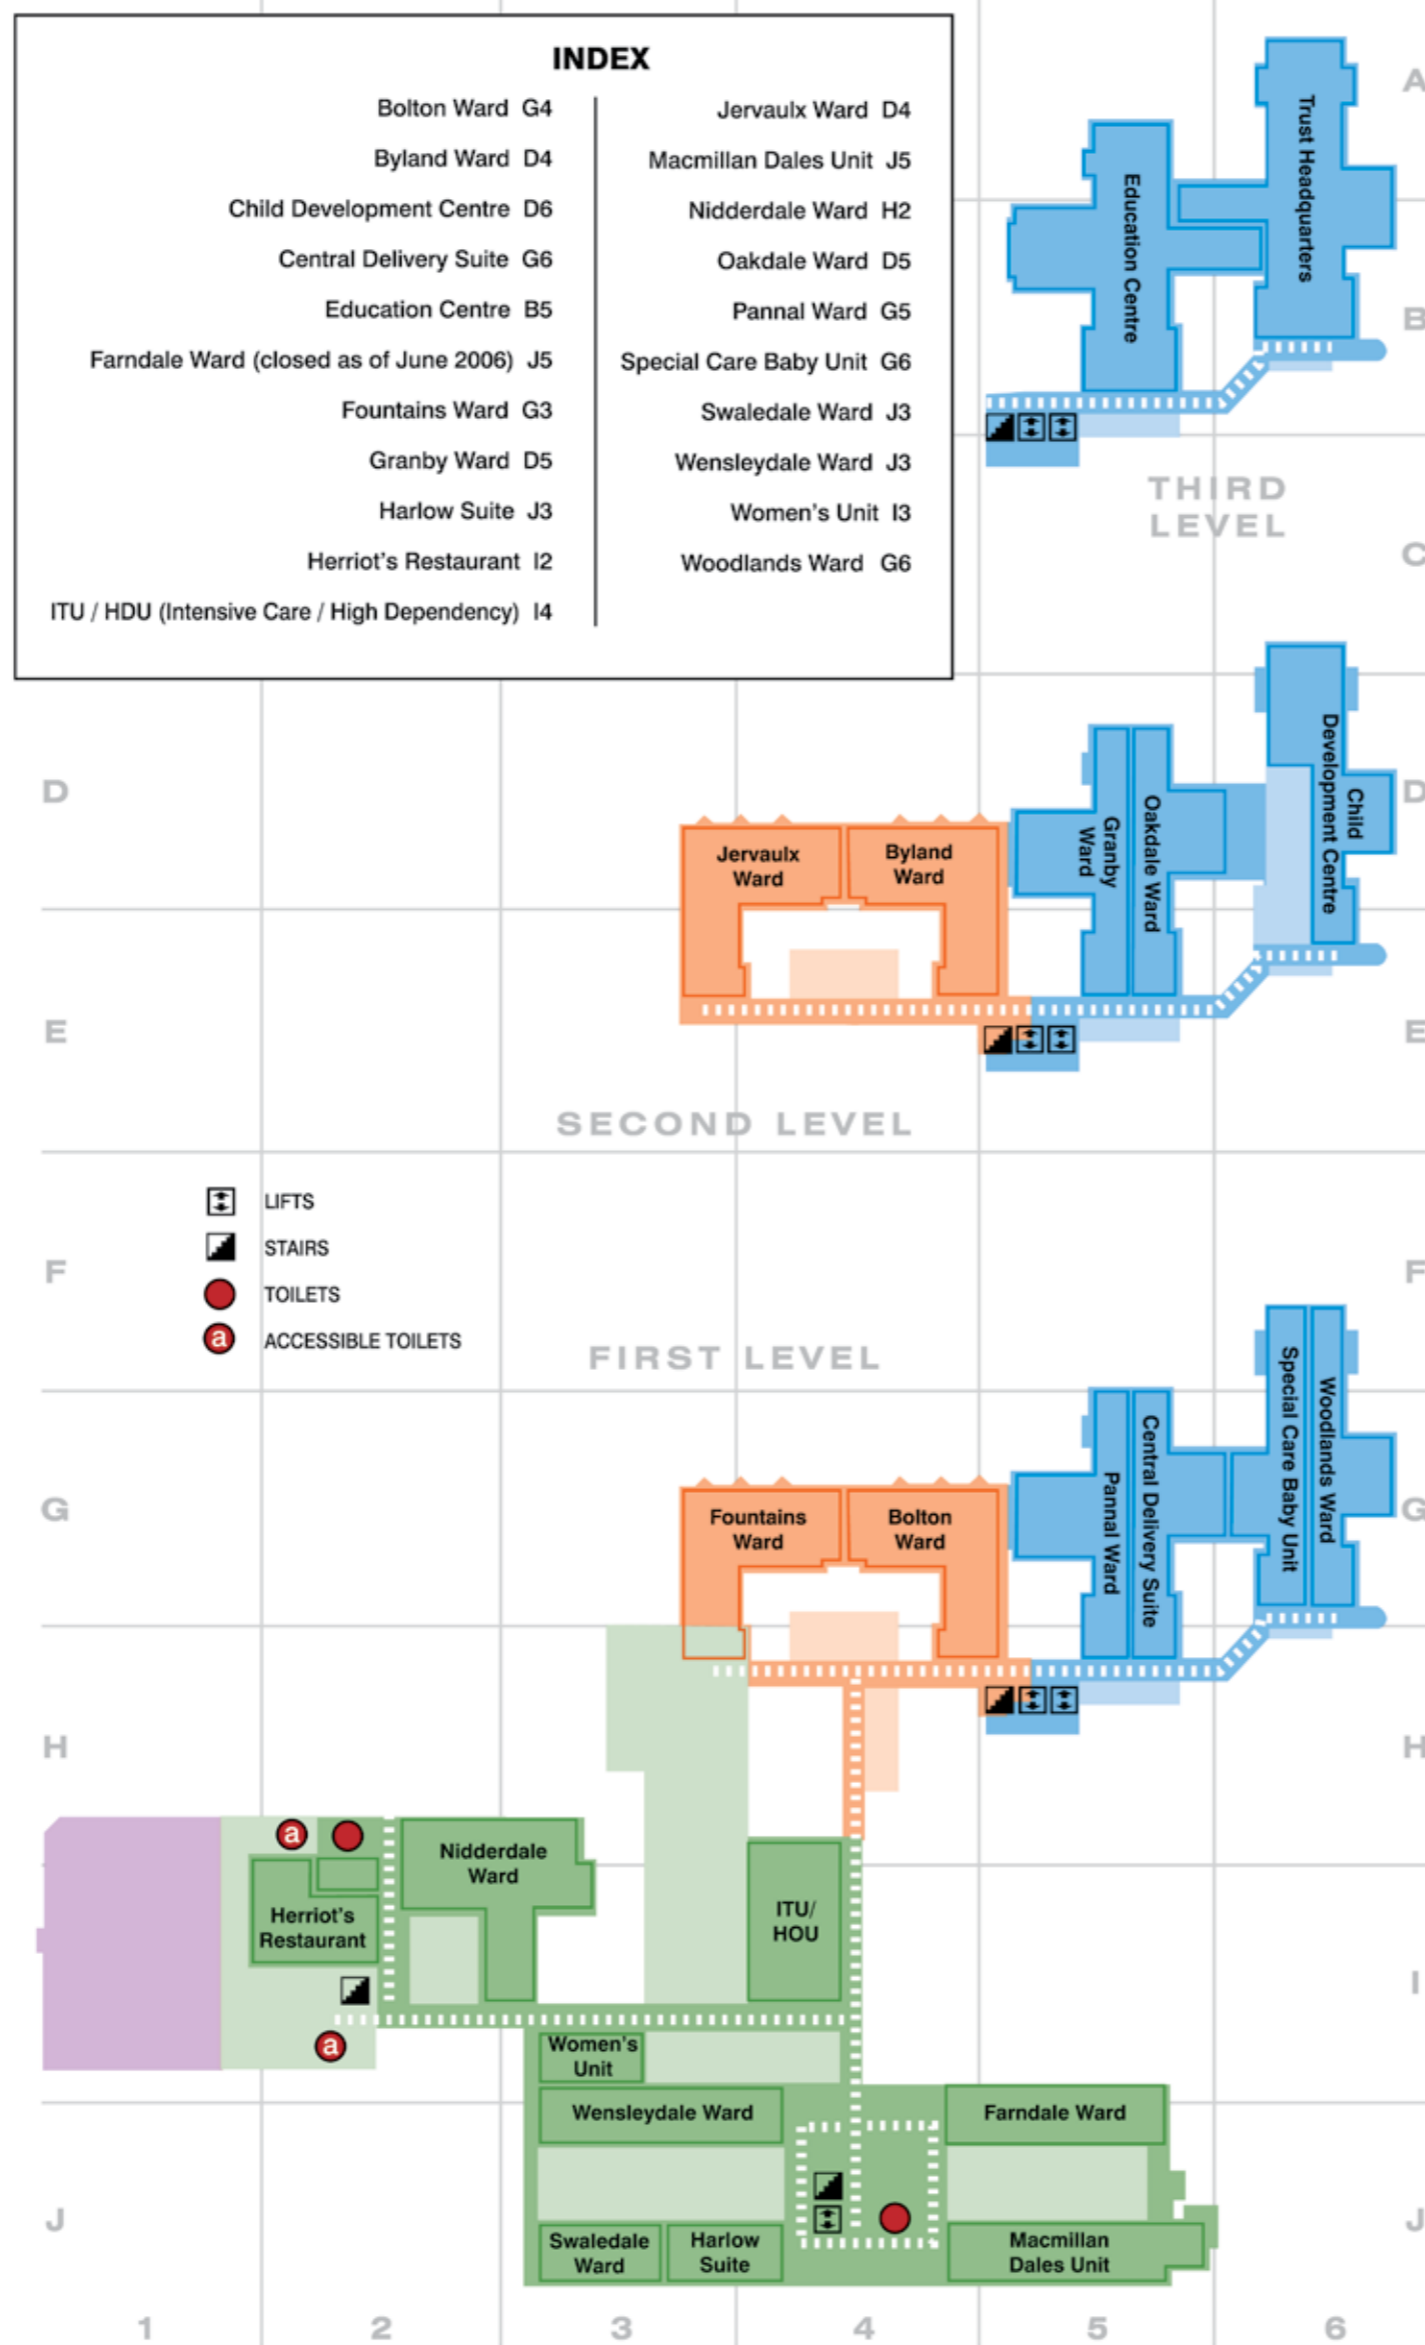 INDEX
Bolton Ward G4
Byland Ward D4
Child Development Centre D6
Central Delivery Suite G6
Education Centre B5
Farndale Ward (closed as of June 2006) J5
Fountains Ward G3
Granby Ward D5
Harlow Suite J3
Herriot's Restaurant I2
ITU / HDU (Intensive Care / High Dependency) I4
Jervaulx Ward D4
Macmillan Dales Unit J5
Nidderdale Ward H2
Oakdale Ward D5
Pannal Ward G5
Special Care Baby Unit G6
Swaledale Ward J3
Wensleydale Ward J3
Women's Unit I3
Woodlands Ward G6
A
Trust Headquarters
Education Centre
B
THIRD
LEVEL
C
D
Jervaulx
Ward
Byland
Ward
Granby
Ward
Oakdale Ward
Child
Development Centre
D
E
E
SECOND LEVEL
LIFTS
STAIRS
TOILETS
a
ACCESSIBLE TOILETS
F
F
FIRST LEVEL
G
Fountains
Ward
Bolton
Ward
Pannal Ward
Central Delivery Suite
Special Care Baby Unit
Woodlands Ward
G
H
H
a
Nidderdale
Ward
Herriot's
Restaurant
ITU/
HOU
I
a
Women's
Unit
Wensleydale Ward
Farndale Ward
J
J
Swaledale
Ward
Harlow
Suite
Macmillan
Dales Unit
1 2 3 4 5 6